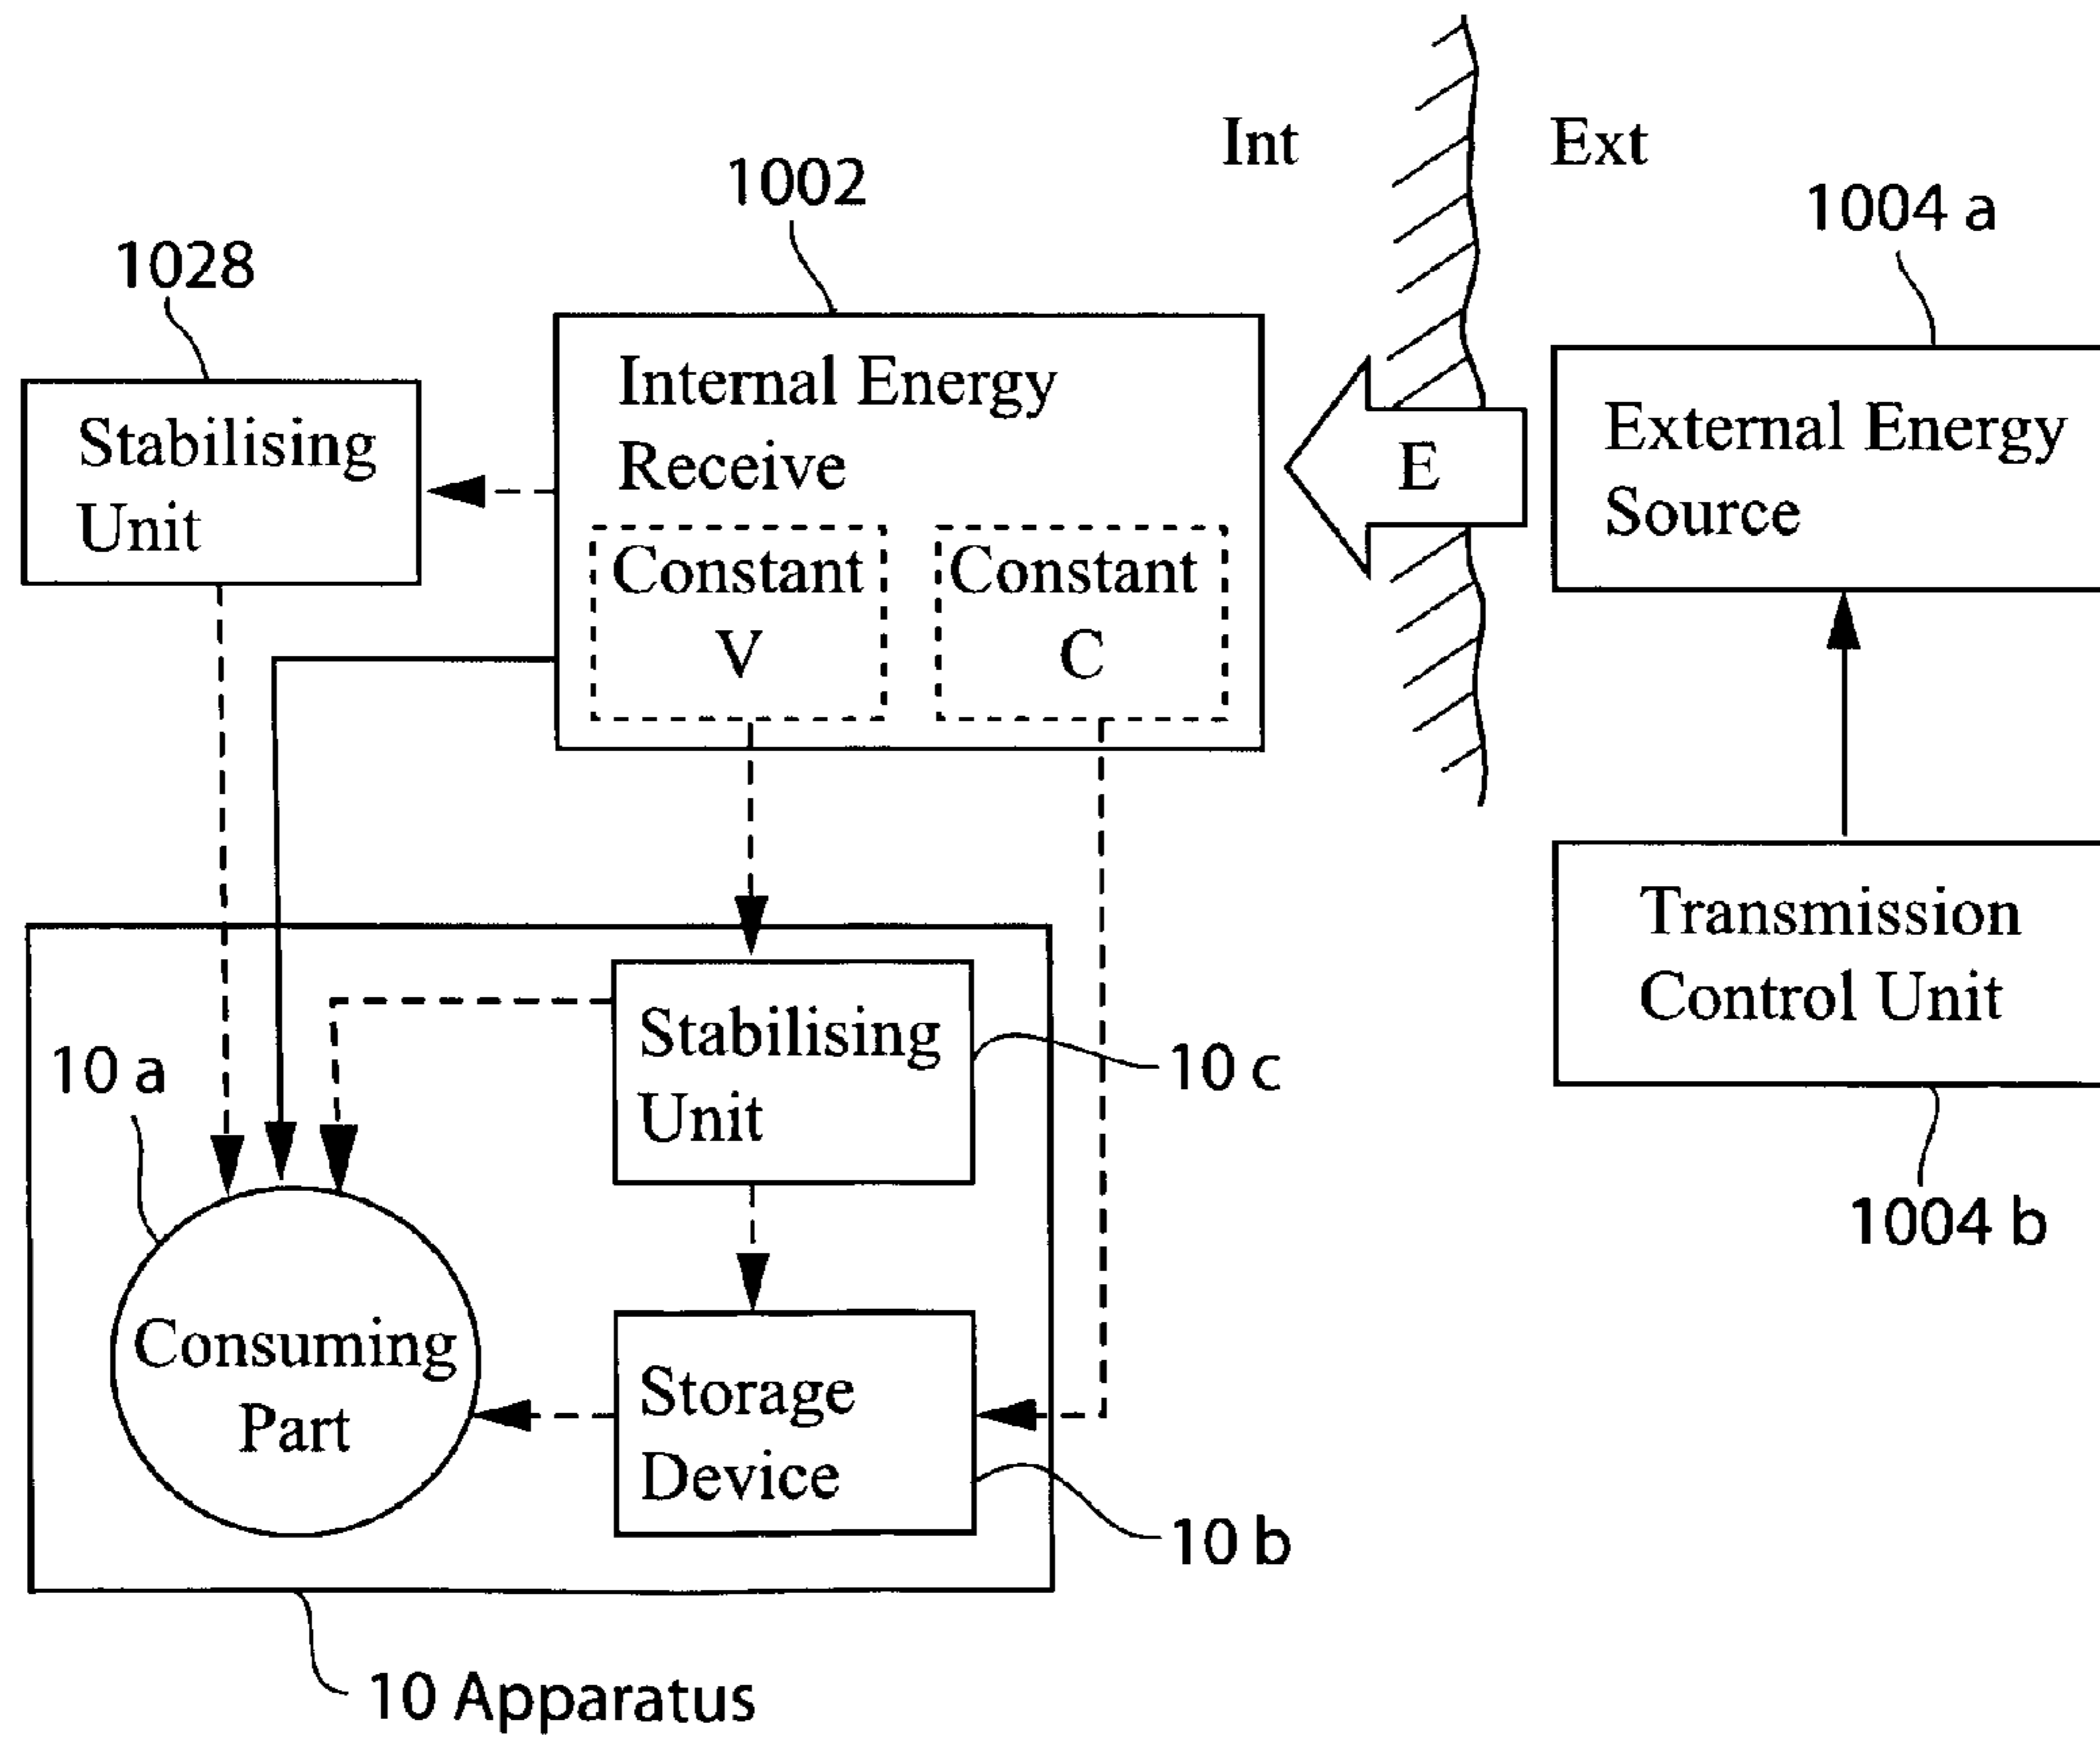 Int
Ext
1002
1004 a
1028
Internal Energy
Receive
Stabilising
Unit
Constant
V
Constant
C
E
External Energy
Source
Transmission
Control Unit
1004 b
10 a
Stabilising
Unit
10 c
Consuming
Part
Storage
Device
10 b
10 Apparatus